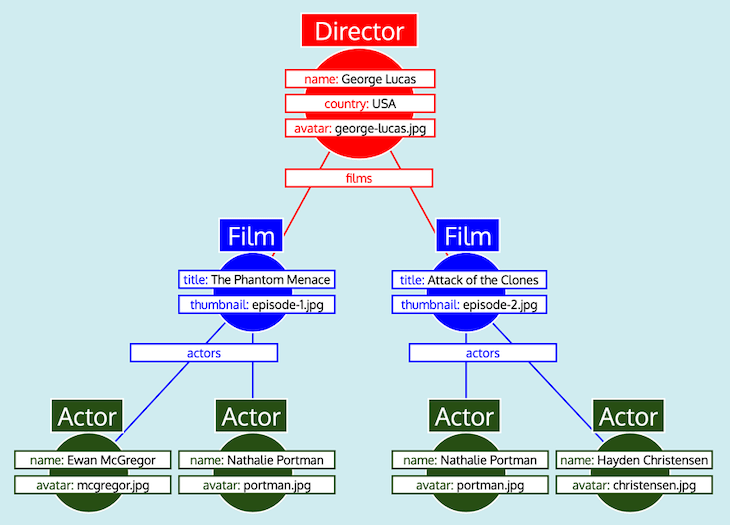 Director
name: George Lucas
country: USA
avatar: george-lucas.jpg
films
Film
Film
title: The Phantom Menace
title: Attack of the Clones
thumbnail: episode-1.jpg
thumbnail: episode-2.jpg
actors
actors
Actor
Actor
Actor
Actor
name: Ewan McGregor
name: Nathalie Portman
name: Nathalie Portman
name: Hayden Christensen
avatar: mcgregor.jpg
avatar: portman.jpg
avatar: portman.jpg
avatar: christensen.jpg